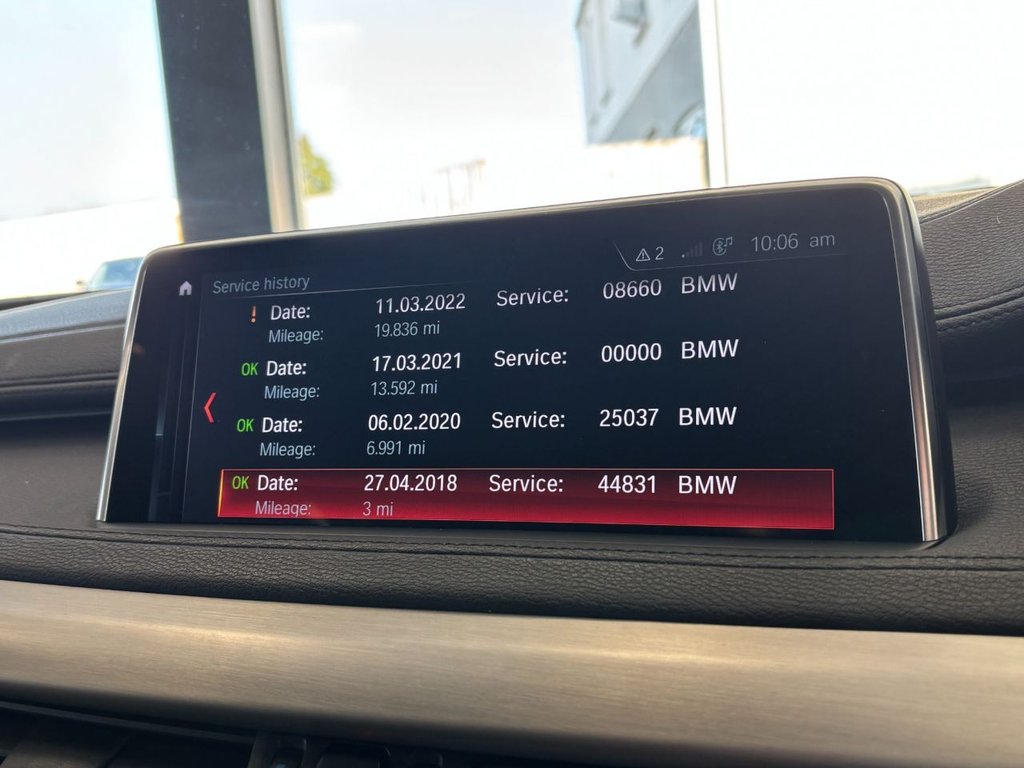 2 10:06 am
Service history
! Date: 11.03.2022 Service: 08660 BMW
Mileage: 19.836 mi
OK Date: 17.03.2021 Service: 00000 BMW
Mileage: 13.592 mi
OK Date: 06.02.2020 Service: 25037 BMW
Mileage: 6.991 mi
OK Date: 27.04.2018 Service: 44831 BMW
Mileage: 3 mi